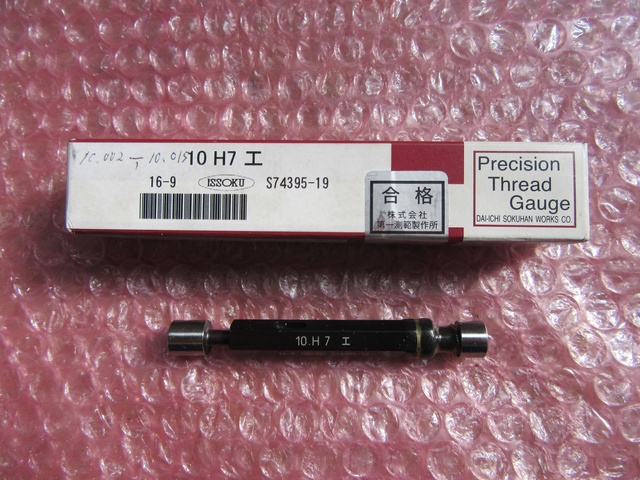 10.002 - 10.015
10 H7 工
16-9 ISSOKU S74395-19
合格
株式会社
第一測範製作所
Precision
Thread
Gauge
DAI-ICHI SOKUHAN WORKS CO.
10.H 7 工